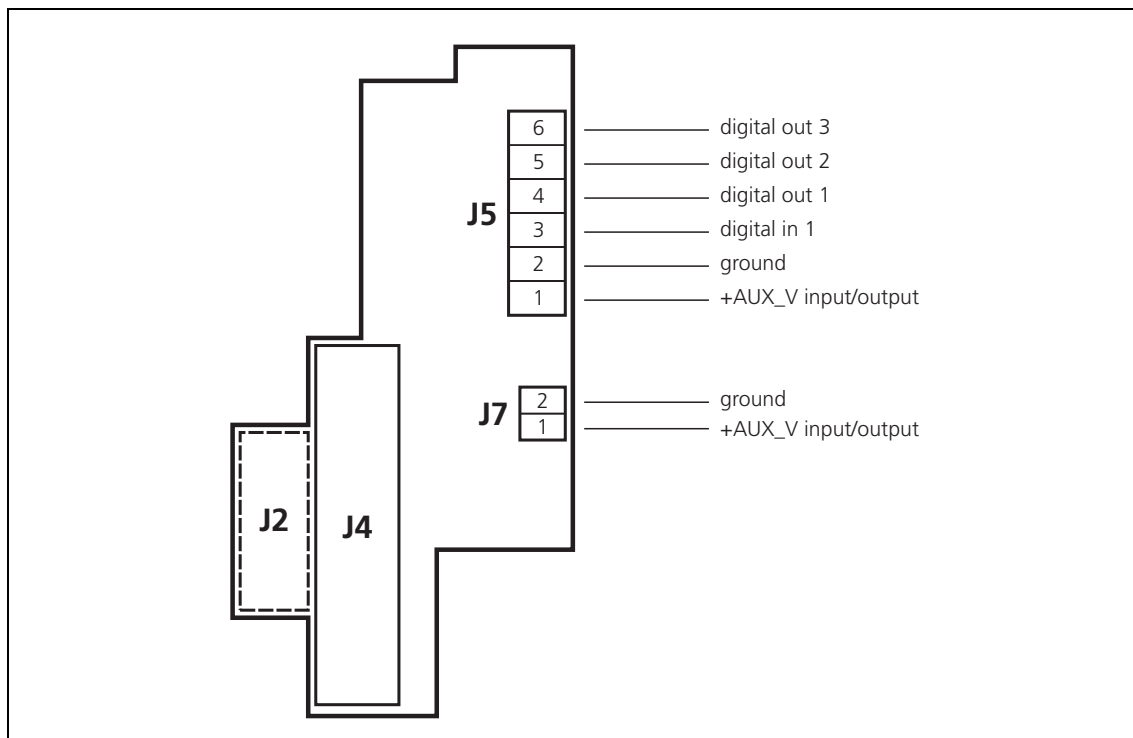 6 digital out 3
5 digital out 2
4 digital out 1
J5
3 digital in 1
2 ground
1 +AUX_V input/output
2 ground
J7
1 +AUX_V input/output
J2 J4